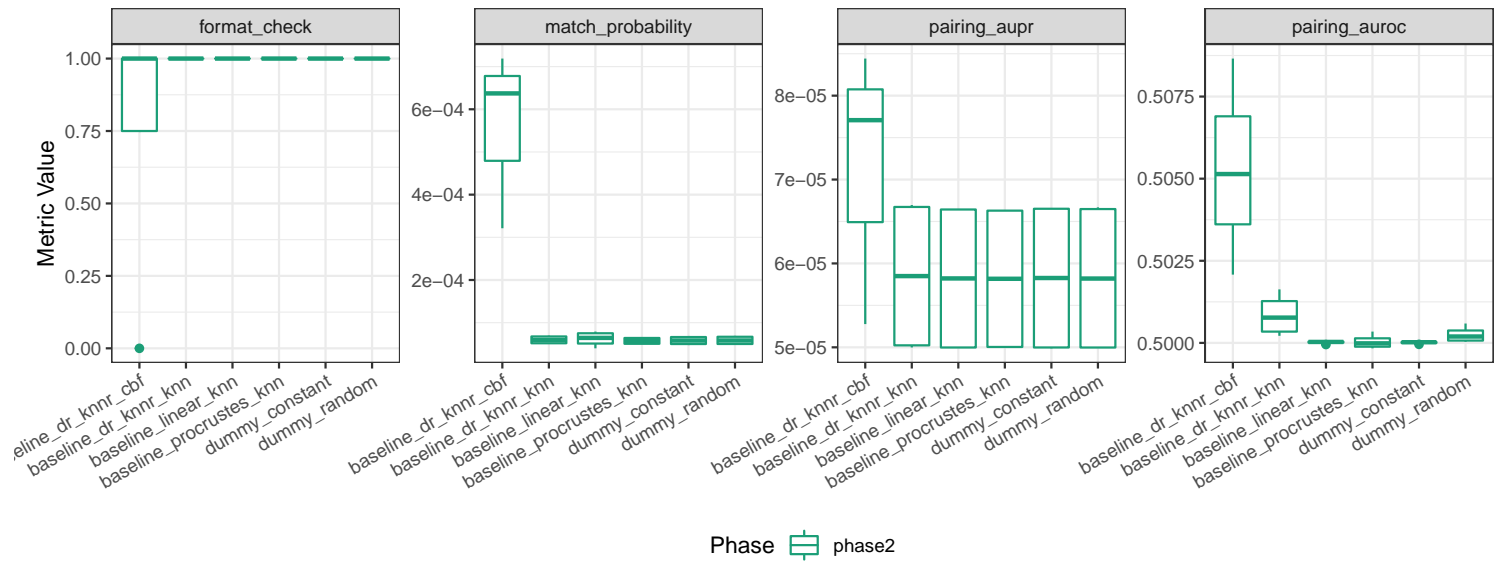 format_check
match_probability
pairing_aupr
pairing_auroc
Metric Value
1.00
0.75
0.50
0.25
0.00
6e−04
4e−04
2e−04
8e−05
7e−05
6e−05
5e−05
0.5075
0.5050
0.5025
0.5000
eline_dr_knnr_cbf
baseline_dr_knnr_knn
baseline_linear_knn
baseline_procrustes_knn
dummy_constant
dummy_random
baseline_dr_knnr_cbf
baseline_dr_knnr_knn
baseline_linear_knn
baseline_procrustes_knn
dummy_constant
dummy_random
baseline_dr_knnr_cbf
baseline_dr_knnr_knn
baseline_linear_knn
baseline_procrustes_knn
dummy_constant
dummy_random
baseline_dr_knnr_cbf
baseline_dr_knnr_knn
baseline_linear_knn
baseline_procrustes_knn
dummy_constant
dummy_random
Phase phase2